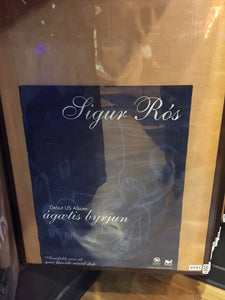 Sigur Rós
Debut US Album
ágætis byrjun
Available now at
your favorite record shop